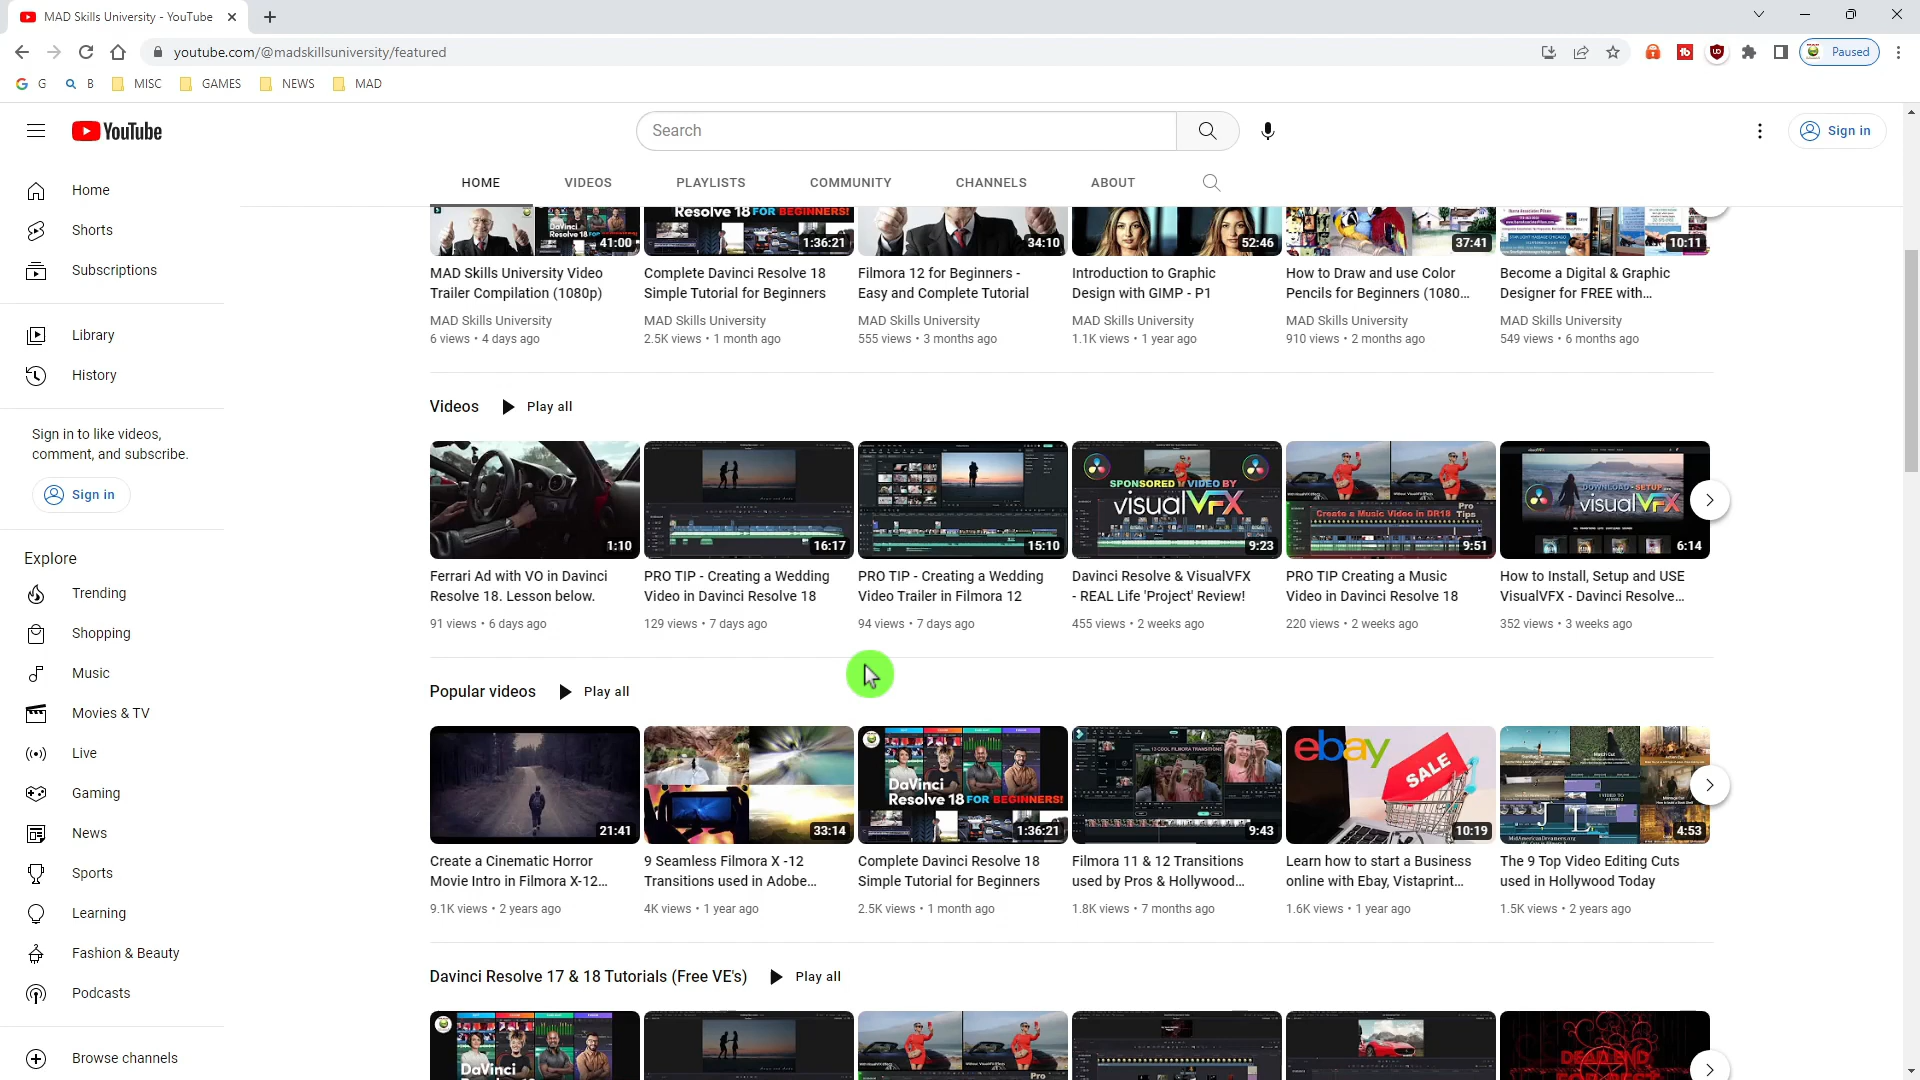 MAD Skills University - YouTube
youtube.com/@madskillsuniversity/featured
Paused
G
B
MISC
GAMES
NEWS
MAD
YouTube
Search
Sign in
HOME
VIDEOS
PLAYLISTS
COMMUNITY
CHANNELS
ABOUT
Home
Shorts
Subscriptions
Library
History
Sign in to like videos,
comment, and subscribe.
Sign in
Explore
Trending
Shopping
Music
Movies & TV
Live
Gaming
News
Sports
Learning
Fashion & Beauty
Podcasts
Browse channels
41:00
MAD Skills University Video
Trailer Compilation (1080p)
MAD Skills University
6 views • 4 days ago
Resolve 18 FOR BEGINNERS!
1:36:21
Complete Davinci Resolve 18
Simple Tutorial for Beginners
MAD Skills University
2.5K views • 1 month ago
34:10
Filmora 12 for Beginners -
Easy and Complete Tutorial
MAD Skills University
555 views • 3 months ago
52:46
Introduction to Graphic
Design with GIMP - P1
MAD Skills University
1.1K views • 1 year ago
37:41
How to Draw and use Color
Pencils for Beginners (1080...
MAD Skills University
910 views • 2 months ago
10:11
Become a Digital & Graphic
Designer for FREE with...
MAD Skills University
549 views • 6 months ago
Videos
Play all
1:10
Ferrari Ad with VO in Davinci
Resolve 18. Lesson below.
91 views • 6 days ago
16:17
PRO TIP - Creating a Wedding
Video in Davinci Resolve 18
129 views • 7 days ago
15:10
PRO TIP - Creating a Wedding
Video Trailer in Filmora 12
94 views • 7 days ago
SPONSORED VIDEO BY
visualVFX
9:23
Davinci Resolve & VisualVFX
- REAL Life 'Project' Review!
455 views • 2 weeks ago
Create a Music Video in DR18
Pro
Tips
9:51
PRO TIP Creating a Music
Video in Davinci Resolve 18
220 views • 2 weeks ago
DOWNLOAD - SETUP
visualVFX
6:14
How to Install, Setup and USE
VisualVFX - Davinci Resolve...
352 views • 3 weeks ago
Popular videos
Play all
21:41
Create a Cinematic Horror
Movie Intro in Filmora X-12...
9.1K views • 2 years ago
33:14
9 Seamless Filmora X -12
Transitions used in Adobe...
4K views • 1 year ago
DaVinci
Resolve 18 FOR BEGINNERS!
1:36:21
Complete Davinci Resolve 18
Simple Tutorial for Beginners
2.5K views • 1 month ago
13 COOL FILMORA TRANSITIONS
9:43
Filmora 11 & 12 Transitions
used by Pros & Hollywood...
1.8K views • 7 months ago
ebay
SALE
10:19
Learn how to start a Business
online with Ebay, Vistaprint...
1.6K views • 1 year ago
J L
4:53
The 9 Top Video Editing Cuts
used in Hollywood Today
1.5K views • 2 years ago
Davinci Resolve 17 & 18 Tutorials (Free VE's)
Play all
DaVinci
Pro
DEAD END